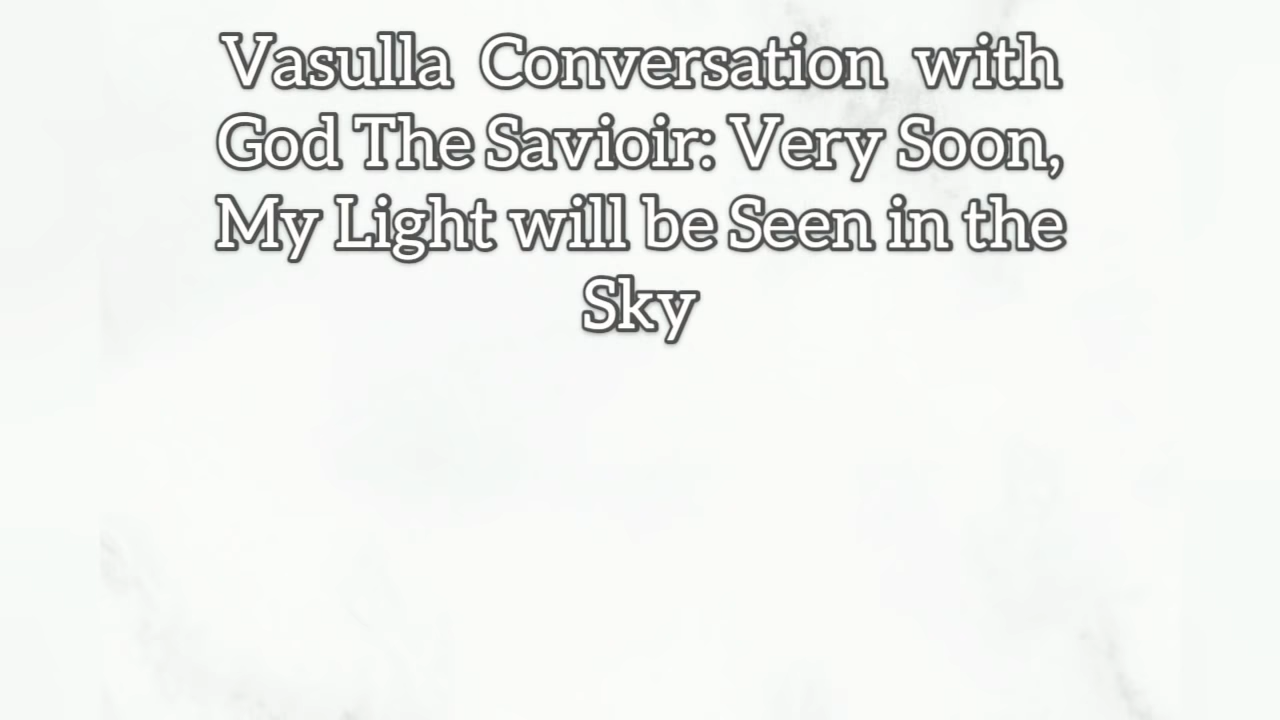 Vasulla Conversation with
God The Savioir: Very Soon,
My Light will be Seen in the
Sky